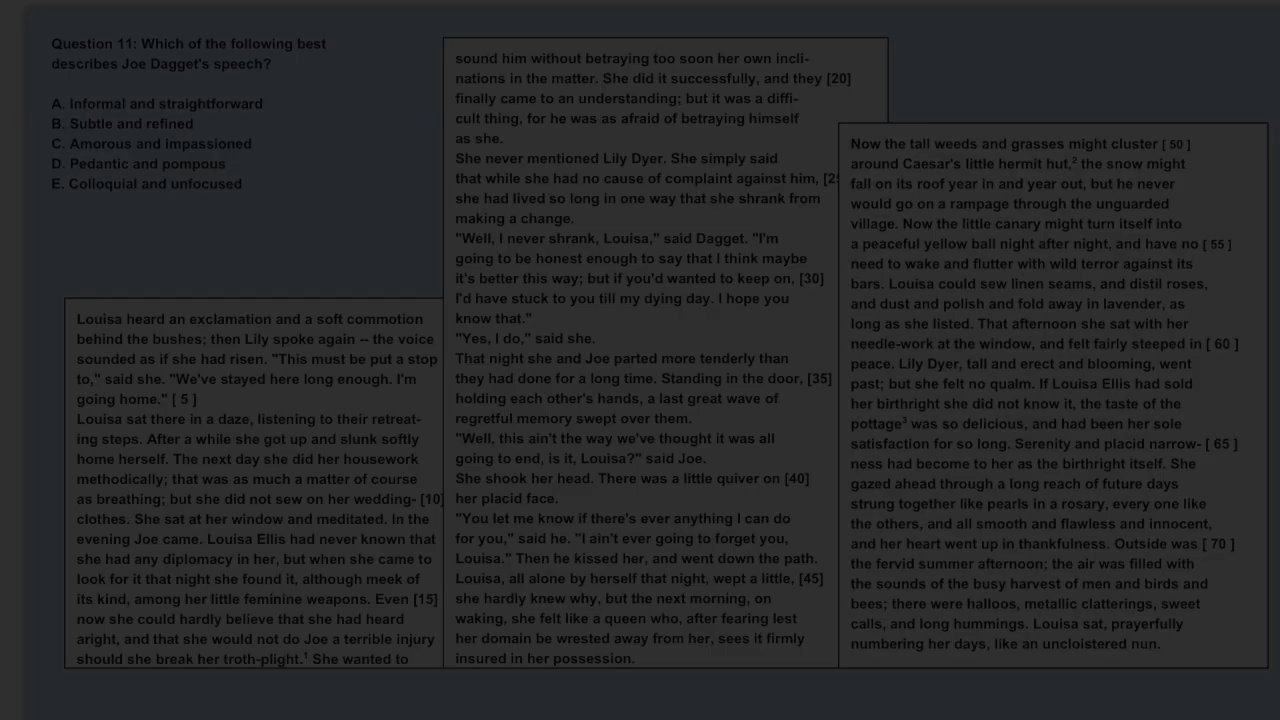 Question 11: Which of the following best
describes Joe Dagget's speech?
A. Informal and straightforward
B. Subtle and refined
C. Amorous and impassioned
D. Pedantic and pompous
E. Colloquial and unfocused
Louisa heard an exclamation and a soft commotion
behind the bushes; then Lily spoke again -- the voice
sounded as if she had risen. "This must be put a stop
to," said she. "We've stayed here long enough. I'm
going home." [ 5 ]
Louisa sat there in a daze, listening to their retreat-
ing steps. After a while she got up and slunk softly
home herself. The next day she did her housework
methodically; that was as much a matter of course
as breathing; but she did not sew on her wedding- [10]
clothes. She sat at her window and meditated. In the
evening Joe came. Louisa Ellis had never known that
she had any diplomacy in her, but when she came to
look for it that night she found it, although meek of
its kind, among her little feminine weapons. Even [15]
now she could hardly believe that she had heard
aright, and that she would not do Joe a terrible injury
should she break her troth-plight.¹ She wanted to
sound him without betraying too soon her own incli-
nations in the matter. She did it successfully, and they [20]
finally came to an understanding; but it was a diffi-
cult thing, for he was as afraid of betraying himself
as she.
She never mentioned Lily Dyer. She simply said
that while she had no cause of complaint against him, [25
she had lived so long in one way that she shrank from
making a change.
"Well, I never shrank, Louisa," said Dagget. "I'm
going to be honest enough to say that I think maybe
it's better this way; but if you'd wanted to keep on, [30]
I'd have stuck to you till my dying day. I hope you
know that."
"Yes, I do," said she.
That night she and Joe parted more tenderly than
they had done for a long time. Standing in the door, [35]
holding each other's hands, a last great wave of
regretful memory swept over them.
"Well, this ain't the way we've thought it was all
going to end, is it, Louisa?" said Joe.
She shook her head. There was a little quiver on [40]
her placid face.
"You let me know if there's ever anything I can do
for you," said he. "I ain't ever going to forget you,
Louisa." Then he kissed her, and went down the path.
Louisa, all alone by herself that night, wept a little, [45]
she hardly knew why, but the next morning, on
waking, she felt like a queen who, after fearing lest
her domain be wrested away from her, sees it firmly
insured in her possession.
Now the tall weeds and grasses might cluster [ 50 ]
around Caesar's little hermit hut,² the snow might
fall on its roof year in and year out, but he never
would go on a rampage through the unguarded
village. Now the little canary might turn itself into
a peaceful yellow ball night after night, and have no [ 55 ]
need to wake and flutter with wild terror against its
bars. Louisa could sew linen seams, and distil roses,
and dust and polish and fold away in lavender, as
long as she listed. That afternoon she sat with her
needle-work at the window, and felt fairly steeped in [ 60 ]
peace. Lily Dyer, tall and erect and blooming, went
past; but she felt no qualm. If Louisa Ellis had sold
her birthright she did not know it, the taste of the
pottage³ was so delicious, and had been her sole
satisfaction for so long. Serenity and placid narrow- [ 65 ]
ness had become to her as the birthright itself. She
gazed ahead through a long reach of future days
strung together like pearls in a rosary, every one like
the others, and all smooth and flawless and innocent,
and her heart went up in thankfulness. Outside was [ 70 ]
the fervid summer afternoon; the air was filled with
the sounds of the busy harvest of men and birds and
bees; there were halloos, metallic clatterings, sweet
calls, and long hummings. Louisa sat, prayerfully
numbering her days, like an uncloistered nun.